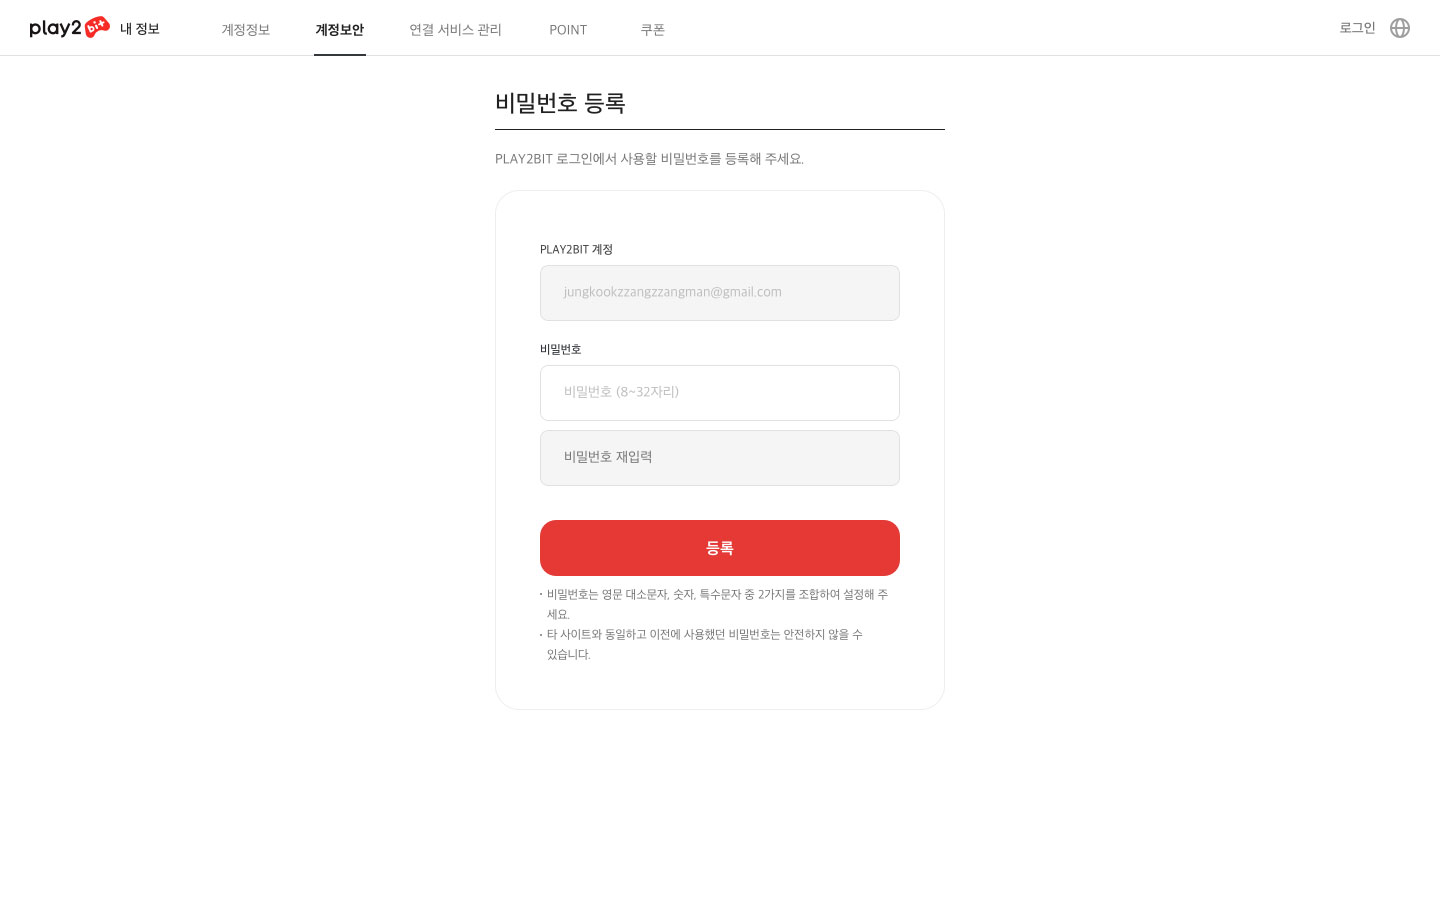 play2 bit 내 정보 계정정보 계정보안 연결 서비스 관리 POINT 쿠폰 로그인
비밀번호 등록
PLAY2BIT 로그인에서 사용할 비밀번호를 등록해 주세요.
PLAY2BIT 계정
jungkookzzangzzangman@gmail.com
비밀번호
비밀번호 (8~32자리)
비밀번호 재입력
등록
· 비밀번호는 영문 대소문자, 숫자, 특수문자 중 2가지를 조합하여 설정해 주
세요.
· 타 사이트와 동일하고 이전에 사용했던 비밀번호는 안전하지 않을 수
있습니다.